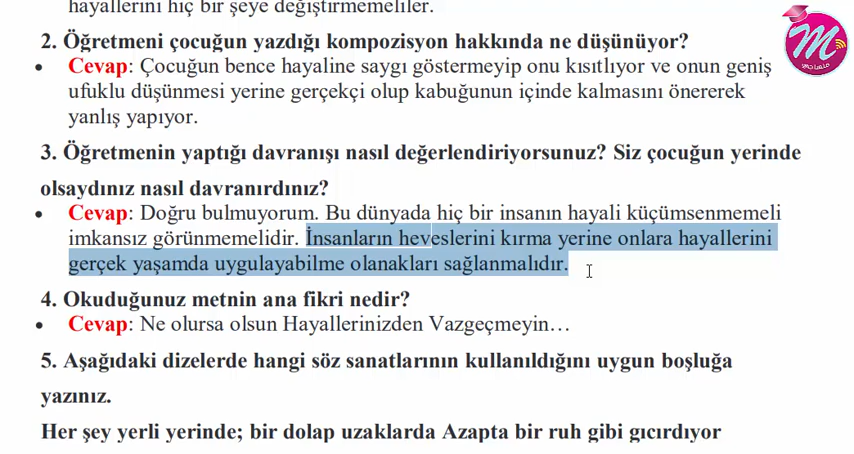 hayallerini hiç bir şeye değiştirmemeliler.
2. Öğretmeni çocuğun yazdığı kompozisyon hakkında ne düşünüyor?
• Cevap: Çocuğun bence hayaline saygı göstermeyip onu kısıtlıyor ve onun geniş
ufuklu düşünmesi yerine gerçekçi olup kabuğunun içinde kalmasını önererek
yanlış yapıyor.
3. Öğretmenin yaptığı davranışı nasıl değerlendiriyorsunuz? Siz çocuğun yerinde
olsaydınız nasıl davranırdınız?
• Cevap: Doğru bulmuyorum. Bu dünyada hiç bir insanın hayali küçümsenmemeli
imkansız görünmemelidir. İnsanların heveslerini kırma yerine onlara hayallerini
gerçek yaşamda uygulayabilme olanakları sağlanmalıdır.
4. Okuduğunuz metnin ana fikri nedir?
• Cevap: Ne olursa olsun Hayallerinizden Vazgeçmeyin…
5. Aşağıdaki dizelerde hangi söz sanatlarının kullanıldığını uygun boşluğa
yazınız.
Her şey yerli yerinde; bir dolap uzaklarda Azapta bir ruh gibi gıcırdıyor